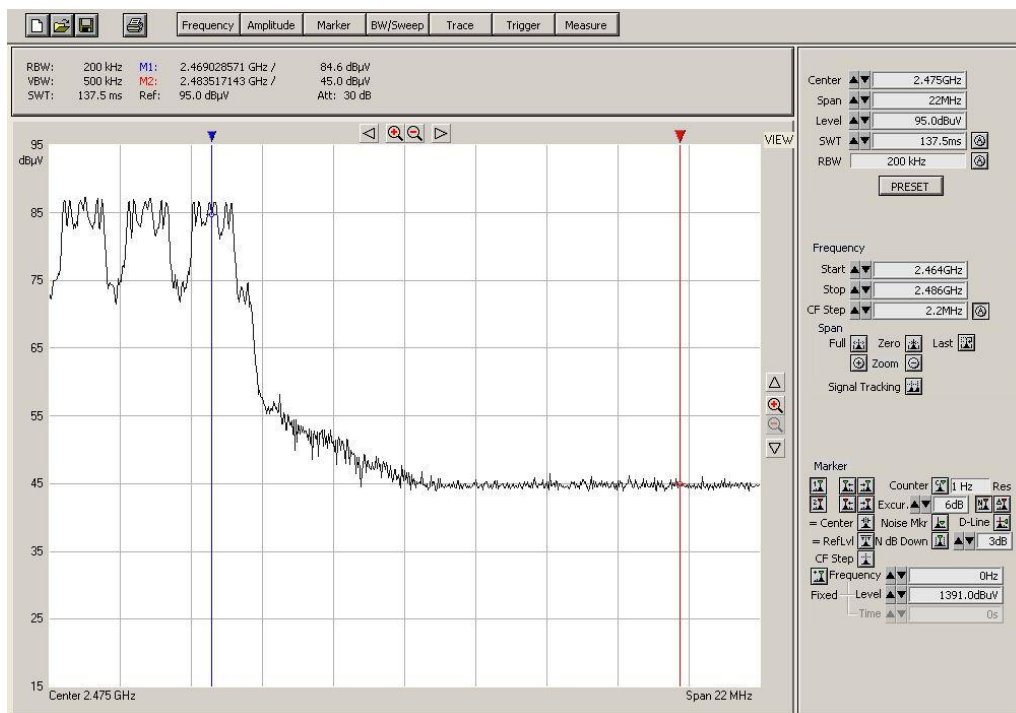 Frequency Amplitude Marker BW/Sweep Trace Trigger Measure
RBW: 200 kHz M1: 2.469028571 GHz / 84.6 dBµV
VBW: 500 kHz M2: 2.483517143 GHz / 45.0 dBµV
SWT: 137.5 ms Ref: 95.0 dBµV Att: 30 dB
VIEW
95
dBµV
85
75
65
55
45
35
25
15
Center 2.475 GHz Span 22 MHz
Center 2.475GHz
Span 22MHz
Level 95.0dBuV
SWT 137.5ms
RBW 200 kHz
PRESET
Frequency
Start 2.464GHz
Stop 2.486GHz
CF Step 2.2MHz
Span
Full Zero Last
Zoom
Signal Tracking
Marker
Counter 1 Hz Res
Excur. 6dB
= Center Noise Mkr D-Line
= RefLvl N dB Down 3dB
CF Step
Frequency 0Hz
Fixed Level 1391.0dBuV
Time 0s